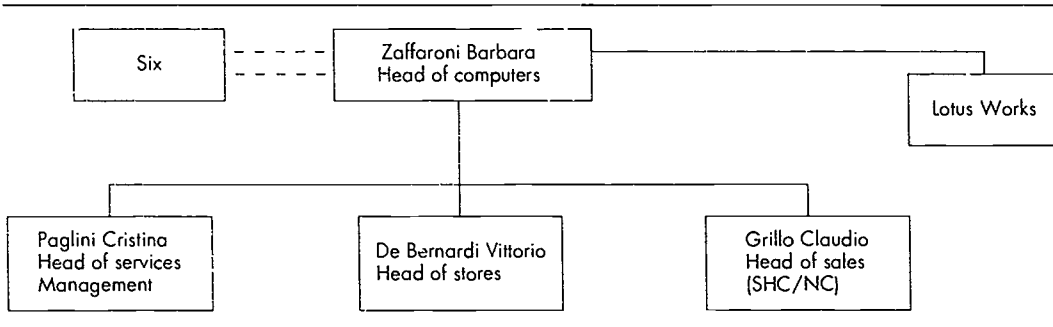 Six
Zaffaroni Barbara
Head of computers
Lotus Works
Paglini Cristina
Head of services
Management
De Bernardi Vittorio
Head of stores
Grillo Claudio
Head of sales
(SHC/NC)